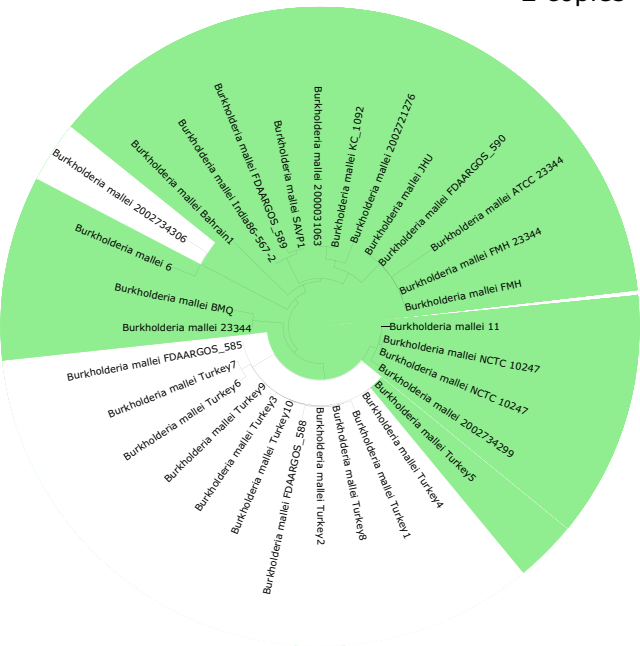 Burkholderia mallei 2002734306
Burkholderia mallei Bahrain1
Burkholderia mallei India86-567-2
Burkholderia mallei FDAARGOS_589
Burkholderia mallei SAVP1
Burkholderia mallei 2000031063
Burkholderia mallei KC_1092
Burkholderia mallei 2002721276
Burkholderia mallei JHU
Burkholderia mallei FDAARGOS_590
Burkholderia mallei ATCC 23344
Burkholderia mallei FMH 23344
Burkholderia mallei FMH
Burkholderia mallei 11
Burkholderia mallei NCTC 10247
Burkholderia mallei NCTC 10247
Burkholderia mallei 2002734299
Burkholderia mallei Turkey5
Burkholderia mallei Turkey4
Burkholderia mallei Turkey1
Burkholderia mallei Turkey8
Burkholderia mallei Turkey2
Burkholderia mallei FDAARGOS_588
Burkholderia mallei Turkey10
Burkholderia mallei Turkey3
Burkholderia mallei Turkey9
Burkholderia mallei Turkey6
Burkholderia mallei Turkey7
Burkholderia mallei FDAARGOS_585
Burkholderia mallei 23344
Burkholderia mallei BMQ
Burkholderia mallei 6